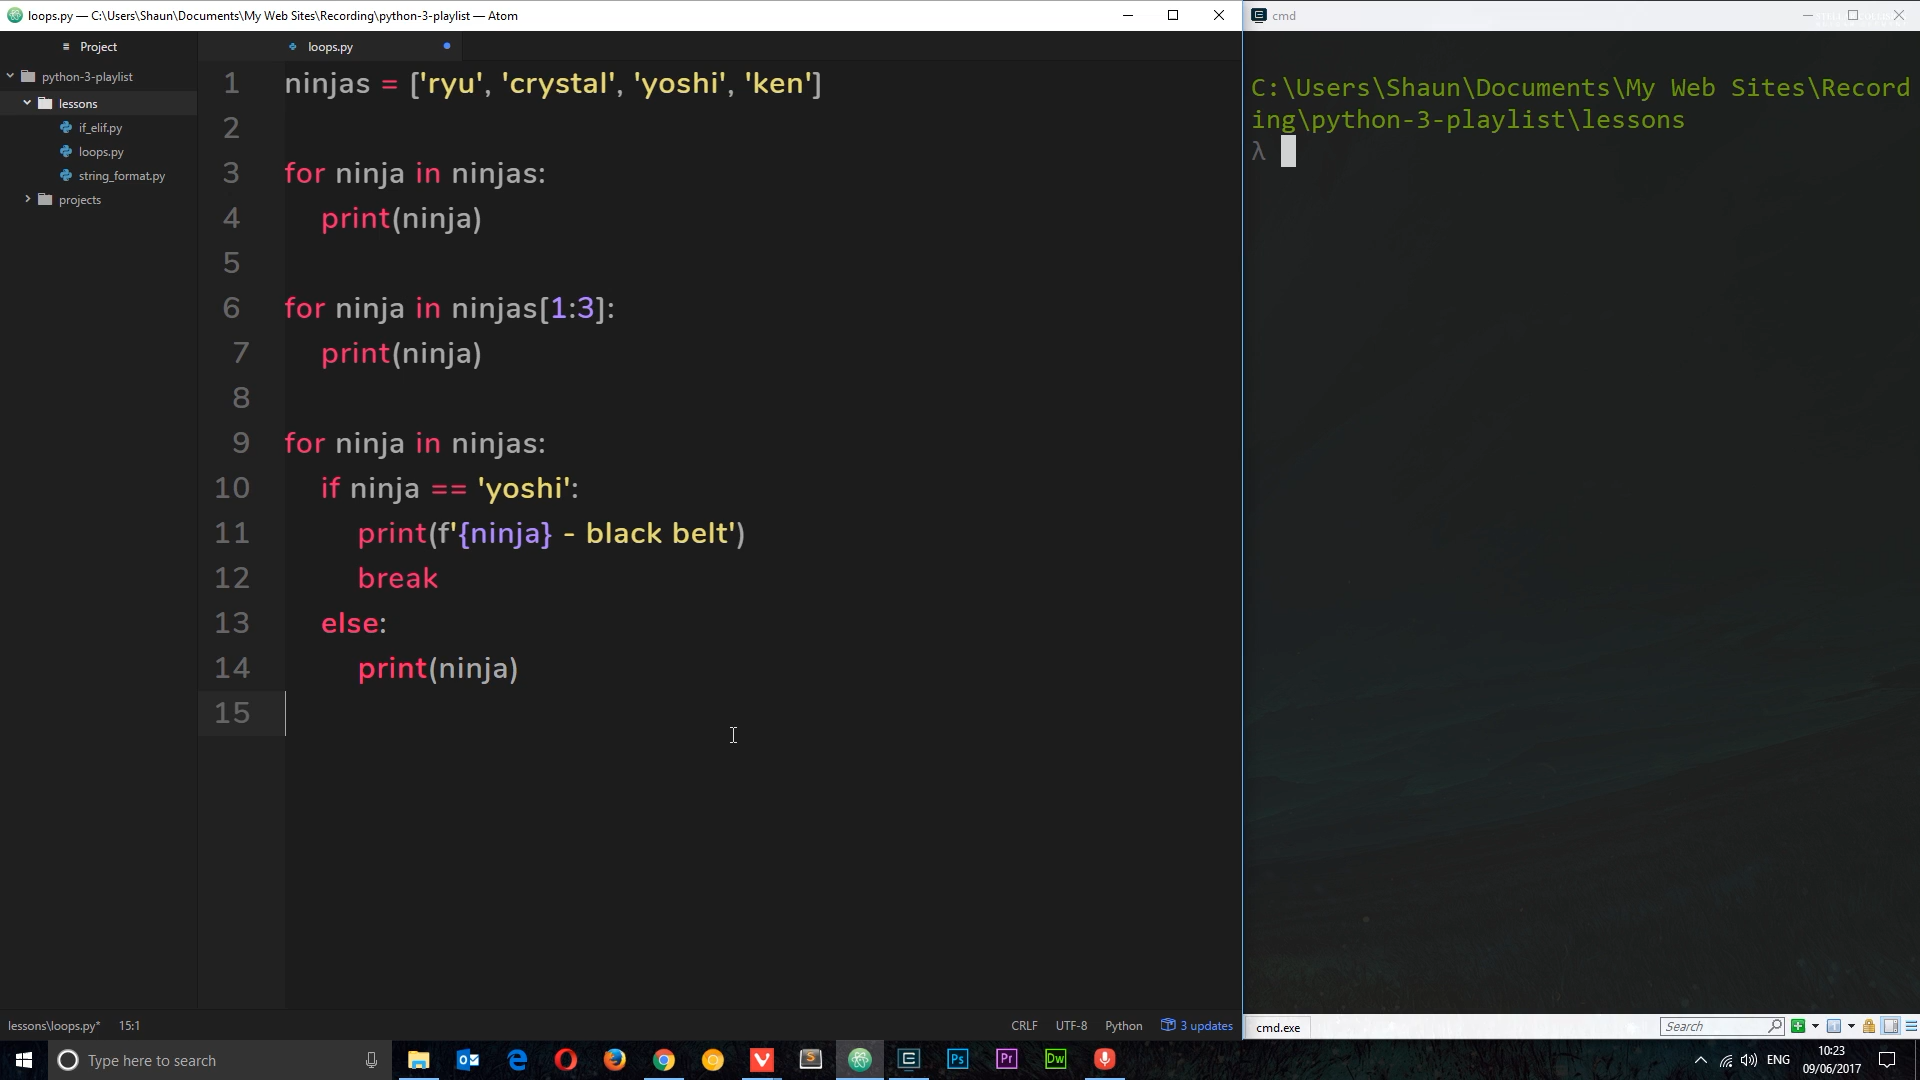 loops.py — C:\Users\Shaun\Documents\My Web Sites\Recording\python-3-playlist — Atom
Project
python-3-playlist
lessons
if_elif.py
loops.py
string_format.py
projects
loops.py
1 ninjas = ['ryu', 'crystal', 'yoshi', 'ken']
2
3 for ninja in ninjas:
4 print(ninja)
5
6 for ninja in ninjas[1:3]:
7 print(ninja)
8
9 for ninja in ninjas:
10 if ninja == 'yoshi':
11 print(f'{ninja} - black belt')
12 break
13 else:
14 print(ninja)
15
lessons\loops.py* 15:1
CRLF UTF-8 Python 3 updates
cmd
C:\Users\Shaun\Documents\My Web Sites\Record
ing\python-3-playlist\lessons
λ
cmd.exe
Search
Type here to search
Ps
Pr
Dw
ENG
10:23
09/06/2017